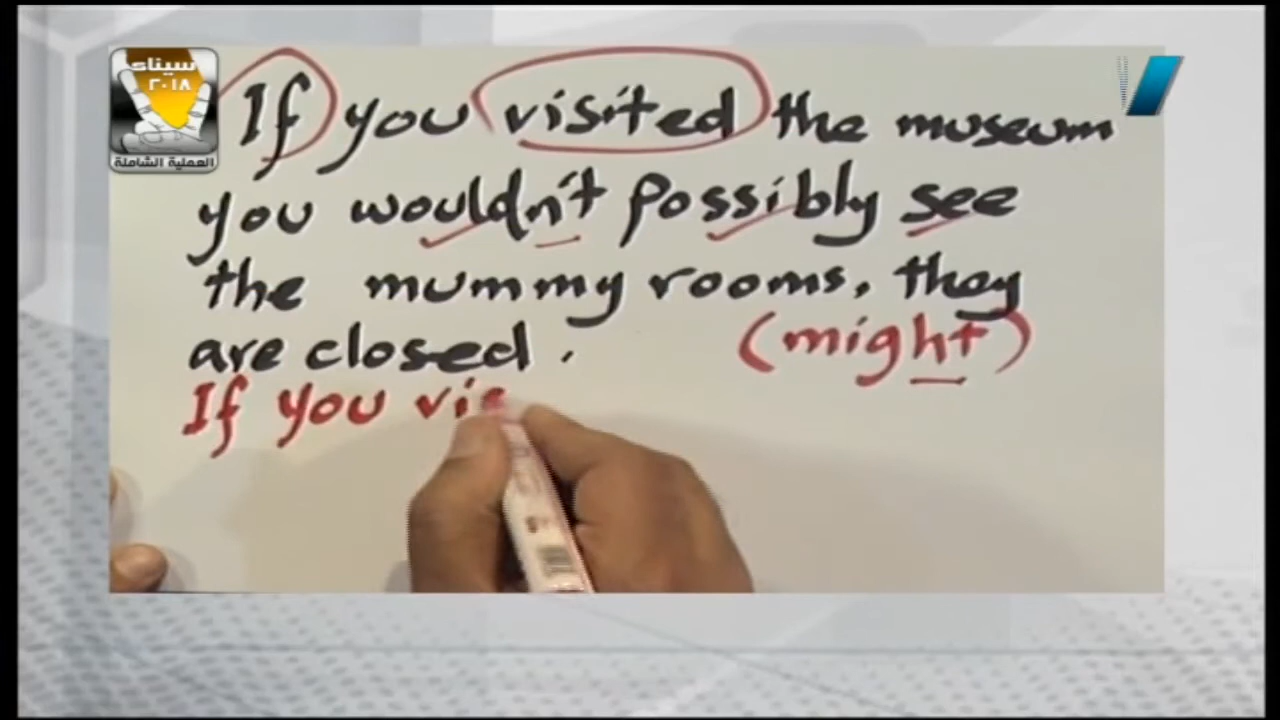 سيناء
٢٠١٨
العملية الشاملة
If you visited the museum
you wouldn't possibly see
the mummy rooms, they
are closed. (might)
If you vis